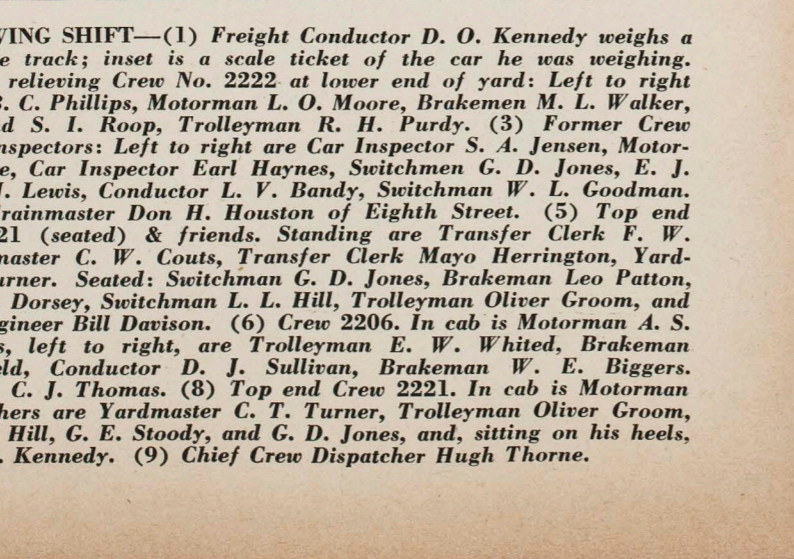 VING SHIFT—(1) Freight Conductor D. O. Kennedy weighs a
e track; inset is a scale ticket of the car he was weighing.
relieving Crew No. 2222 at lower end of yard: Left to right
. C. Phillips, Motorman L. O. Moore, Brakemen M. L. Walker,
d S. I. Roop, Trolleyman R. H. Purdy. (3) Former Crew
nspectors: Left to right are Car Inspector S. A. Jensen, Motor-
e, Car Inspector Earl Haynes, Switchmen G. D. Jones, E. J.
. Lewis, Conductor L. V. Bandy, Switchman W. L. Goodman.
rainmaster Don H. Houston of Eighth Street. (5) Top end
21 (seated) & friends. Standing are Transfer Clerk F. W.
master C. W. Couts, Transfer Clerk Mayo Herrington, Yard-
urner. Seated: Switchman G. D. Jones, Brakeman Leo Patton,
Dorsey, Switchman L. L. Hill, Trolleyman Oliver Groom, and
gineer Bill Davison. (6) Crew 2206. In cab is Motorman A. S.
s, left to right, are Trolleyman E. W. Whited, Brakeman
eld, Conductor D. J. Sullivan, Brakeman W. E. Biggers.
C. J. Thomas. (8) Top end Crew 2221. In cab is Motorman
hers are Yardmaster C. T. Turner, Trolleyman Oliver Groom,
Hill, G. E. Stoody, and G. D. Jones, and, sitting on his heels,
. Kennedy. (9) Chief Crew Dispatcher Hugh Thorne.